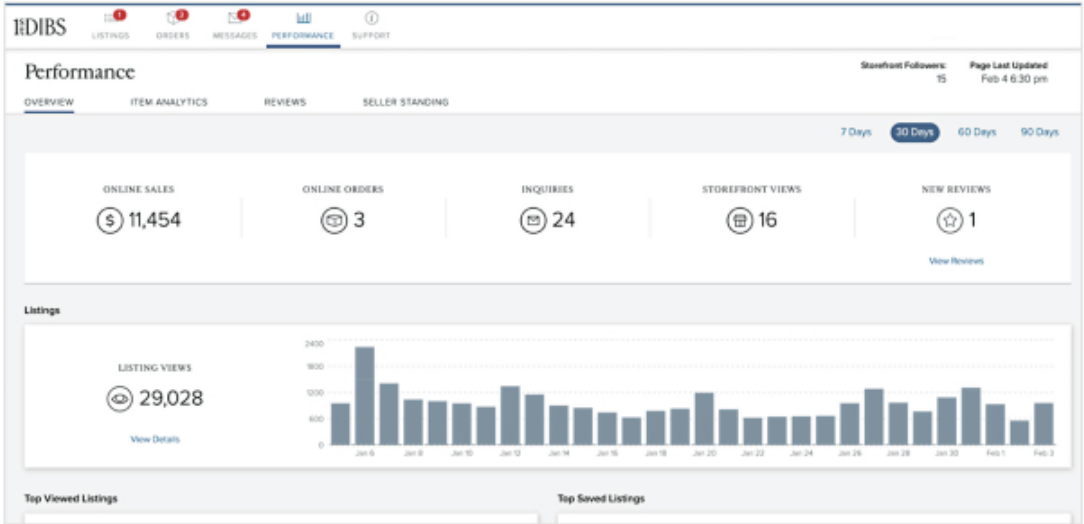 1STDIBS
1
2
4
LISTINGS ORDERS MESSAGES PERFORMANCE SUPPORT
Performance
Storefront Followers: Page Last Updated
15 Feb 4 6:30 pm
OVERVIEW ITEM ANALYTICS REVIEWS SELLER STANDING
7 Days 30 Days 60 Days 90 Days
ONLINE SALES ONLINE ORDERS INQUIRIES STOREFRONT VIEWS NEW REVIEWS
$ 11,454 3 24 16 1
View Reviews
Listings
LISTING VIEWS
29,028
View Details
2400
1800
1200
600
0
Jan 6 Jan 8 Jan 10 Jan 12 Jan 14 Jan 16 Jan 18 Jan 20 Jan 22 Jan 24 Jan 26 Jan 28 Jan 30 Feb 1 Feb 3
Top Viewed Listings Top Saved Listings